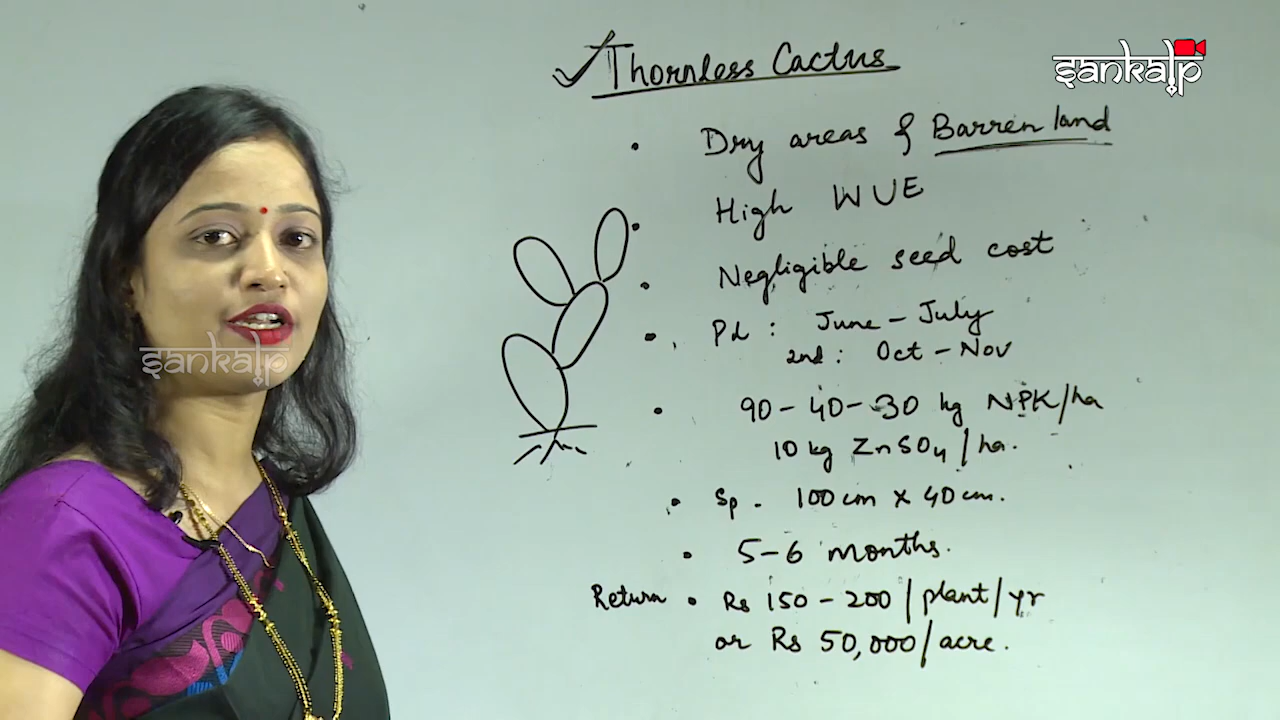 Thornless Cactus
sankalp
• Dry areas & Barren land
• High WUE
• Negligible seed cost
• Pd : June - July
2nd : Oct - Nov
sankalp
• 90 - 40 - 30 kg NPK/ha
10 kg ZnSO4/ha.
• Sp - 100 cm x 40 cm.
• 5-6 months.
Return • Rs 150 - 200 / plant / yr
or Rs 50,000/acre.